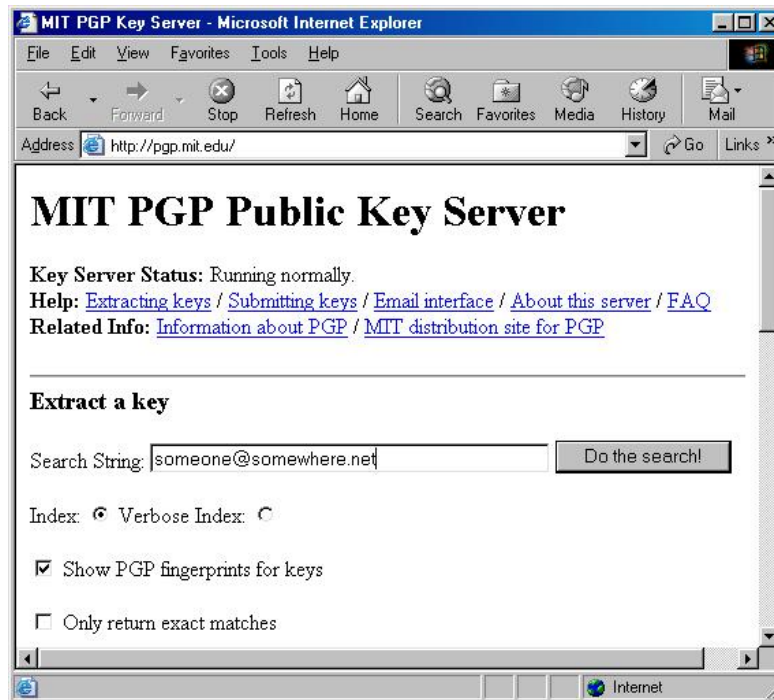 MIT PGP Key Server - Microsoft Internet Explorer
File Edit View Favorites Tools Help
Back Forward Stop Refresh Home Search Favorites Media History Mail
Address http://pgp.mit.edu/ Go Links »
MIT PGP Public Key Server
Key Server Status: Running normally.
Help: Extracting keys / Submitting keys / Email interface / About this server / FAQ
Related Info: Information about PGP / MIT distribution site for PGP
Extract a key
Search String: someone@somewhere.net Do the search!
Index: Verbose Index:
Show PGP fingerprints for keys
Only return exact matches
Internet